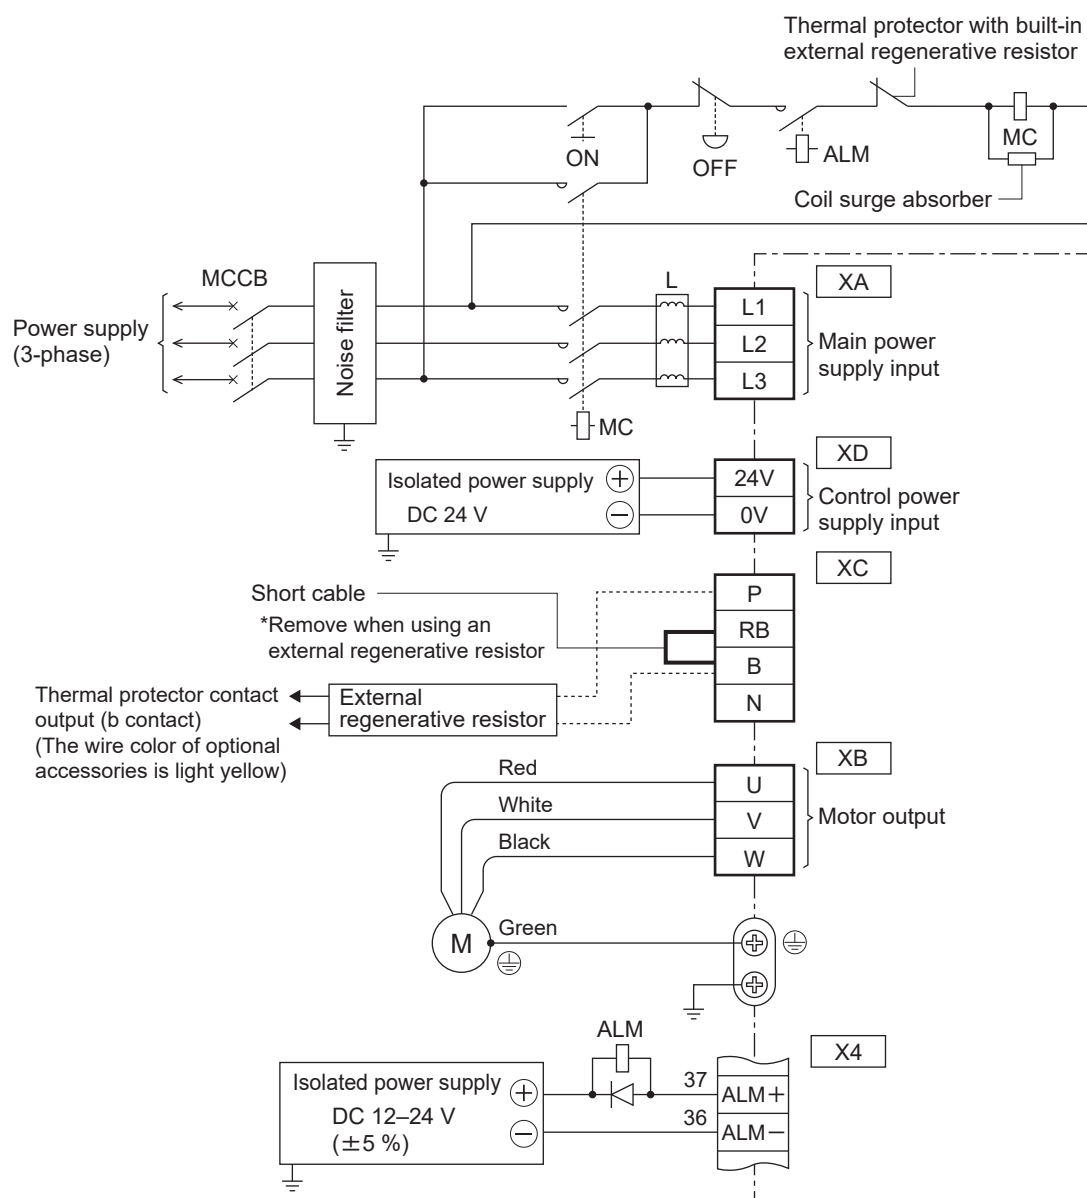 Thermal protector with built-in
external regenerative resistor
ON
OFF
ALM
MC
Coil surge absorber
MCCB
L
XA
Power supply
(3-phase)
Noise filter
L1
L2
L3
Main power
supply input
MC
XD
Isolated power supply
DC 24 V
24V
0V
Control power
supply input
XC
Short cable
*Remove when using an
external regenerative resistor
P
RB
B
N
Thermal protector contact
output (b contact)
(The wire color of optional
accessories is light yellow)
External
regenerative resistor
XB
Red
White
Black
U
V
W
Motor output
M
Green
ALM
X4
Isolated power supply
DC 12–24 V
(±5 %)
37
36
ALM+
ALM−